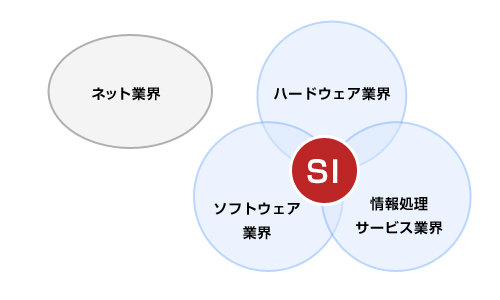 ネット業界
ハードウェア業界
SI
ソフトウェア
業界
情報処理
サービス業界